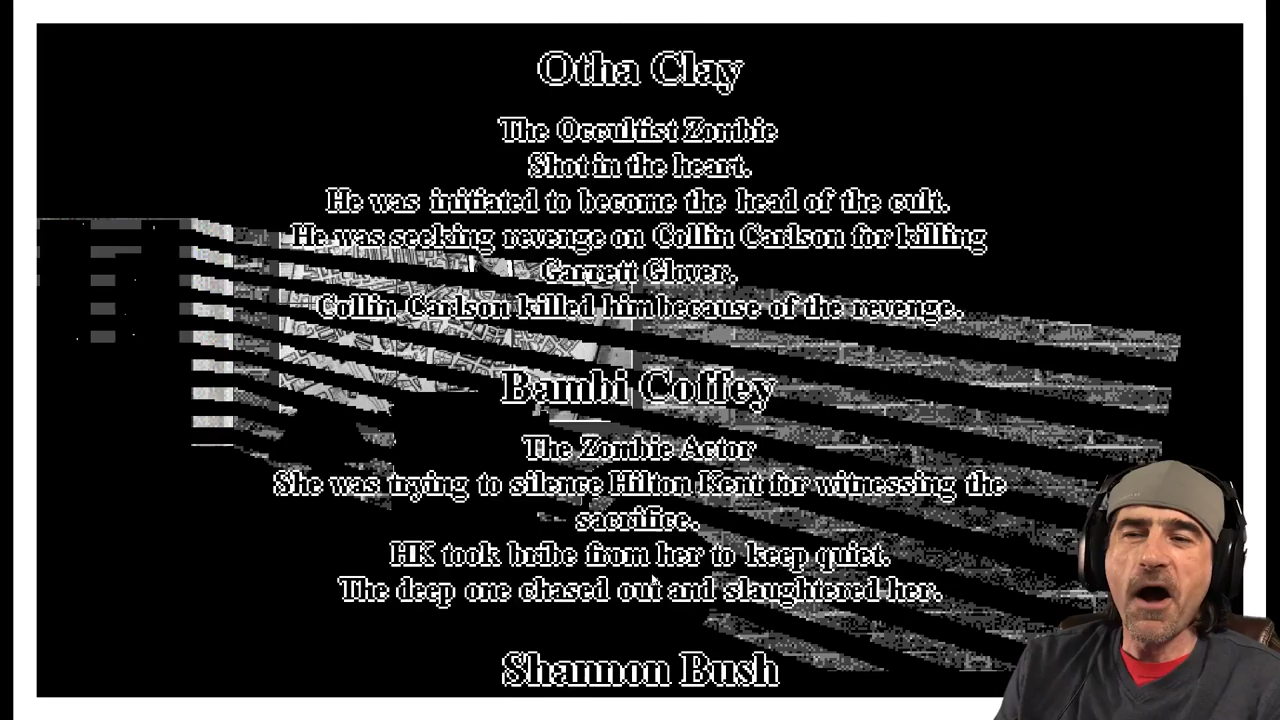 Otha Clay
The Occultist Zombie
Shot in the heart.
He was initiated to become the head of the cult.
He was seeking revenge on Collin Carlson for killing
Garrett Glover.
Collin Carlson killed him because of the revenge.
Bambi Coffey
The Zombie Actor
She was trying to silence Hilton Kent for witnessing the
sacrifice.
HK took bribe from her to keep quiet.
The deep one chased out and slaughtered her.
Shannon Bush